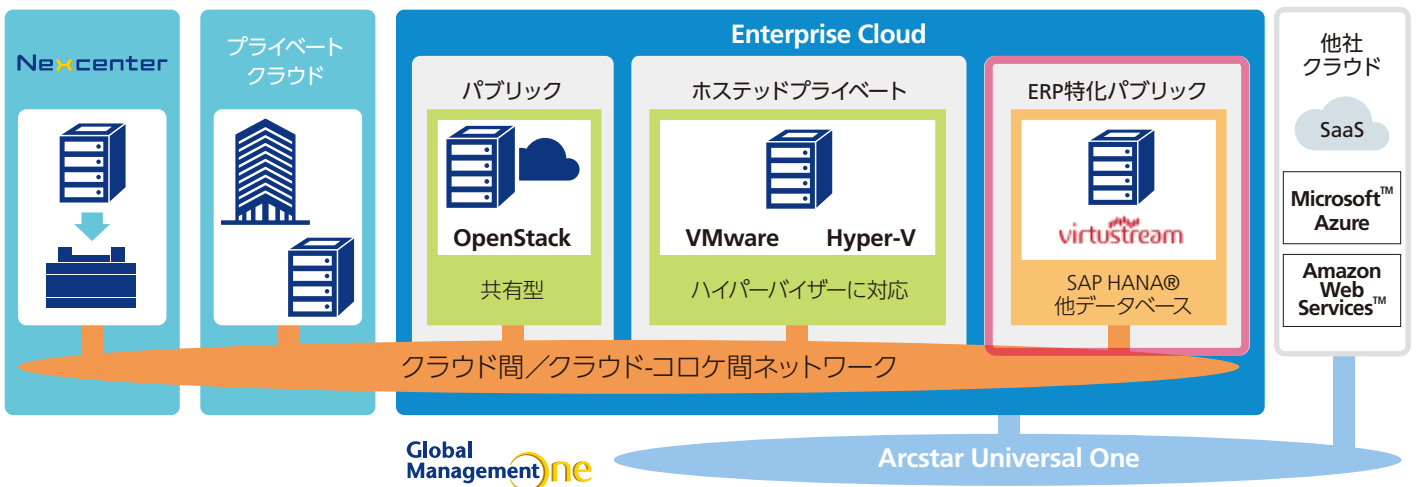 Nexcenter
プライベート
クラウド
Enterprise Cloud
パブリック
OpenStack
共有型
ホステッドプライベート
VMware Hyper-V
ハイパーバイザーに対応
ERP特化パブリック
virtustream
SAP HANA®
他データベース
他社
クラウド
SaaS
Microsoft™
Azure
Amazon
Web
Services™
クラウド間／クラウド-コロケ間ネットワーク
Global
Management One
Arcstar Universal One